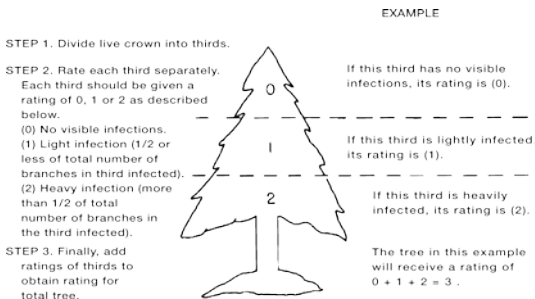 EXAMPLE
STEP 1. Divide live crown into thirds.
STEP 2. Rate each third separately.
Each third should be given a
rating of 0, 1 or 2 as described
below.
(0) No visible infections.
(1) Light infection (1/2 or
less of total number of
branches in third infected).
(2) Heavy infection (more
than 1/2 of total
number of branches in
the third infected).
STEP 3. Finally, add
ratings of thirds to
obtain rating for
total tree.
0
1
2
If this third has no visible
infections, its rating is (0).
If this third is lightly infected,
its rating is (1).
If this third is heavily
infected, its rating is (2).
The tree in this example
will receive a rating of
0 + 1 + 2 = 3 .